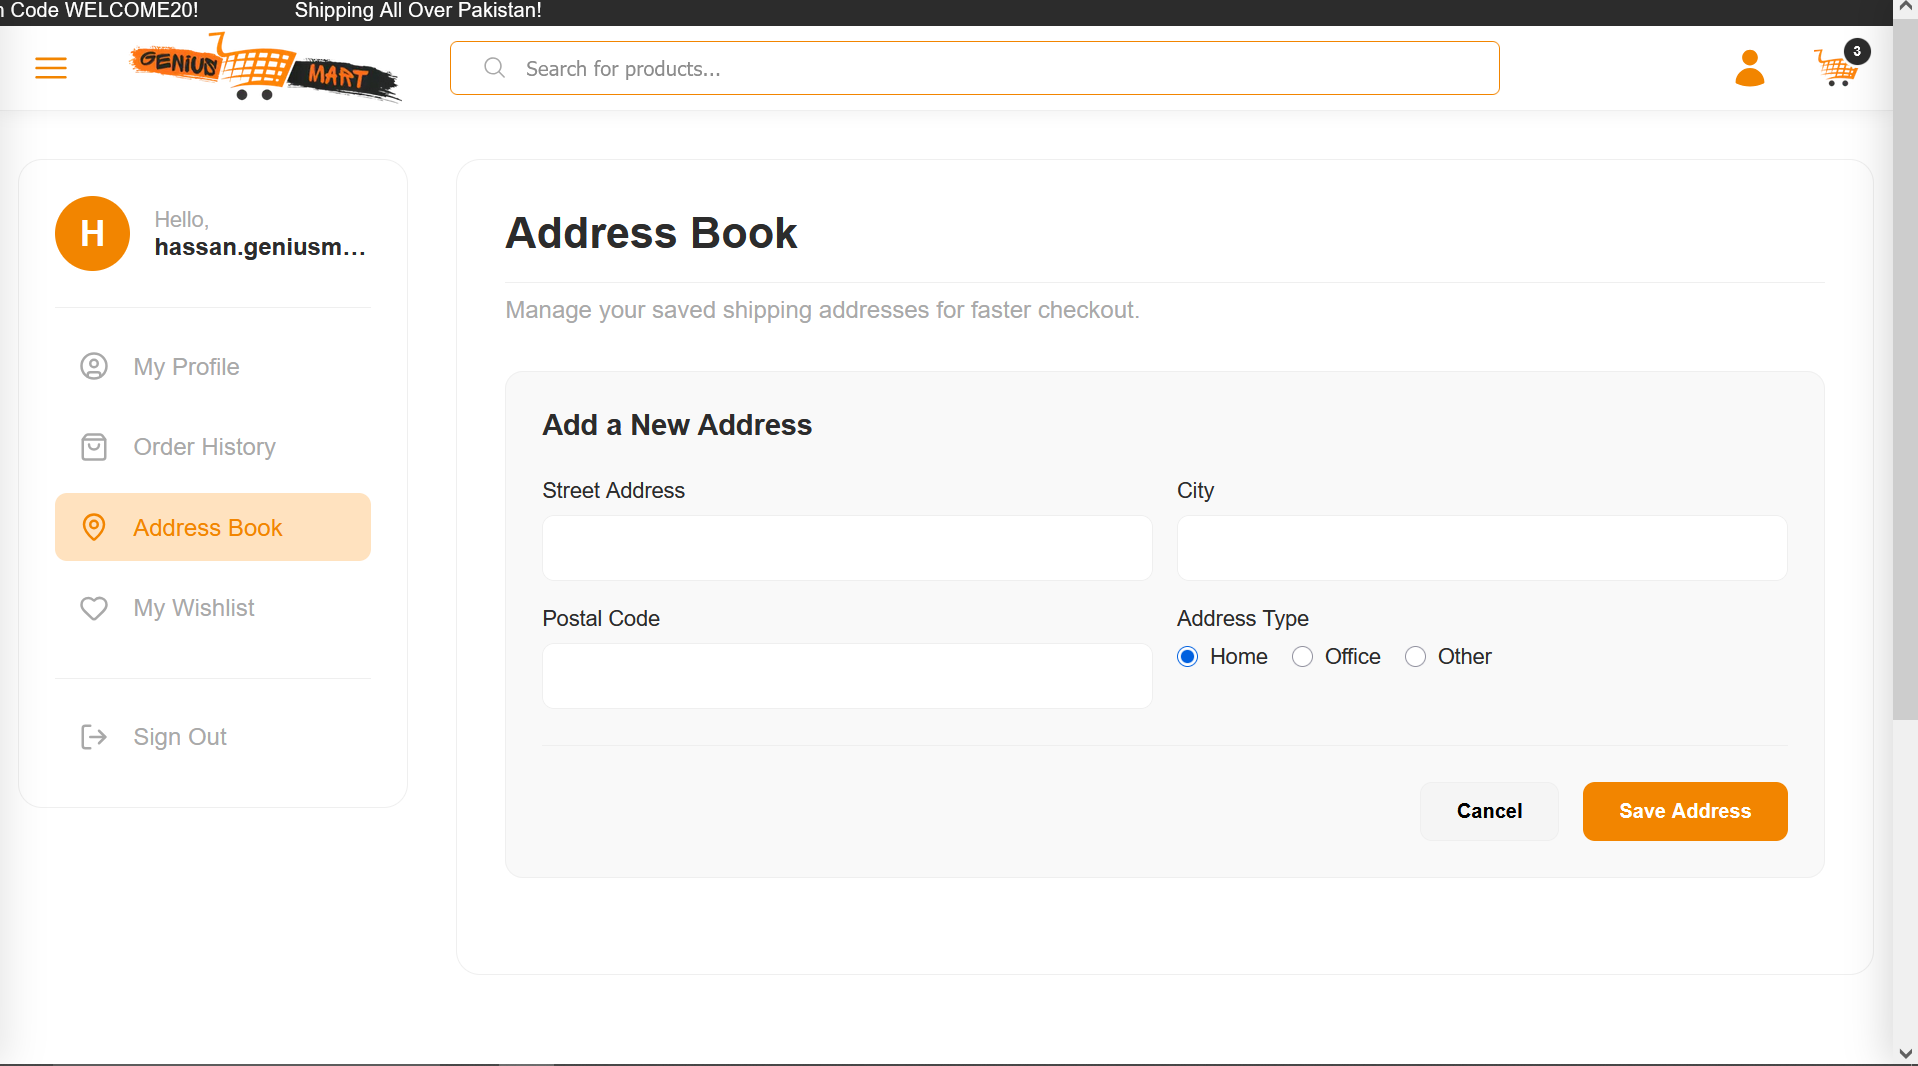 Code WELCOME20! Shipping All Over Pakistan!
GENIUS MART
Search for products...
3
H
Hello,
hassan.geniusm...
My Profile
Order History
Address Book
My Wishlist
Sign Out
Address Book
Manage your saved shipping addresses for faster checkout.
Add a New Address
Street Address
City
Postal Code
Address Type
Home Office Other
Cancel
Save Address